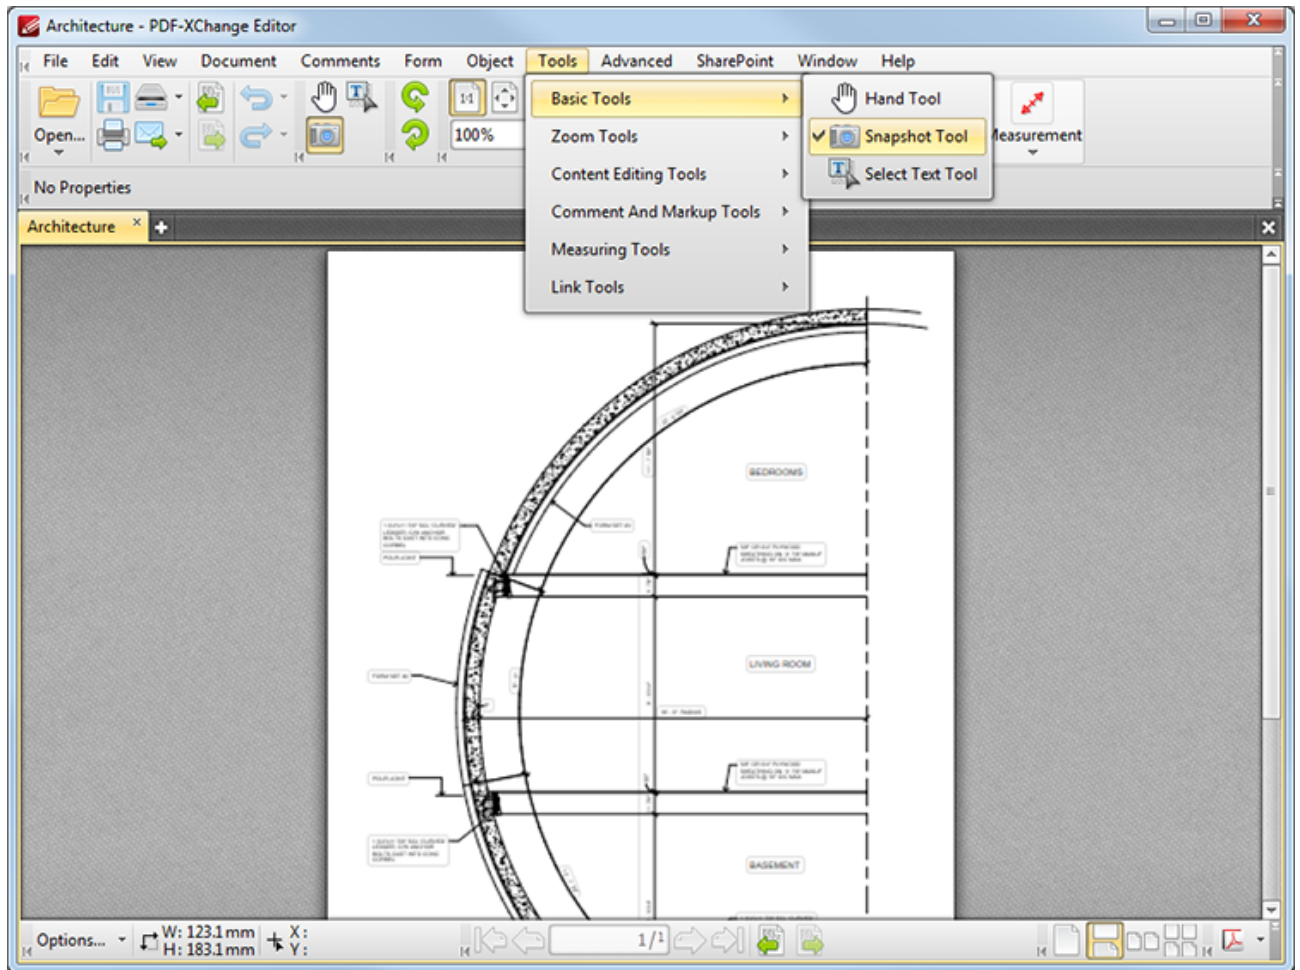 Architecture - PDF-XChange Editor
File Edit View Document Comments Form Object Tools Advanced SharePoint Window Help
Basic Tools
Hand Tool
Open...
100%
Zoom Tools
Snapshot Tool
Measurement
Content Editing Tools
Select Text Tool
No Properties
Comment And Markup Tools
Architecture
Measuring Tools
Link Tools
BEDROOMS
LIVING ROOM
BASEMENT
Options...
W: 123.1 mm
H: 183.1 mm
X:
Y:
1/1